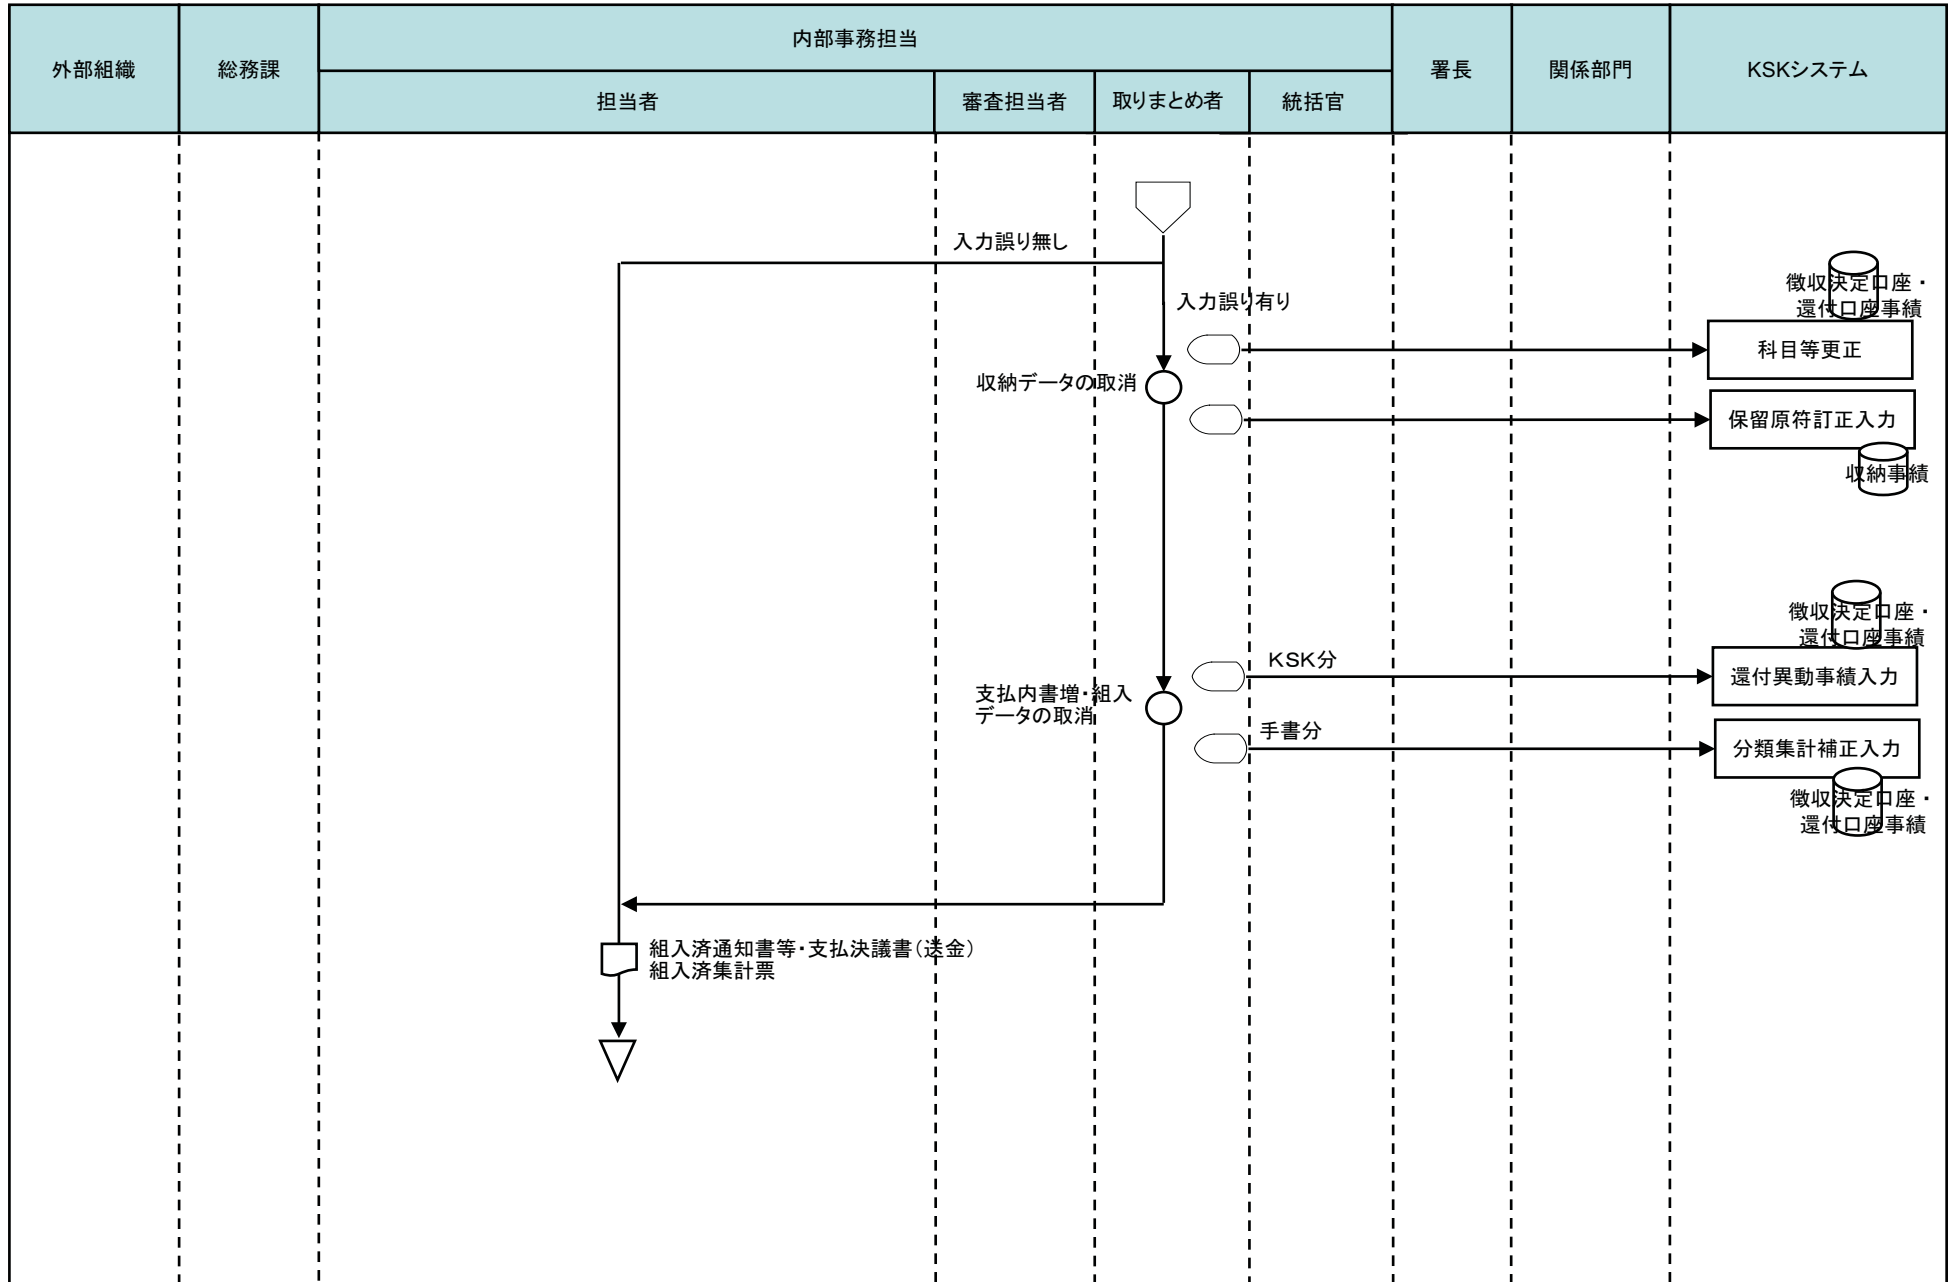 外部組織
総務課
内部事務担当
担当者
審査担当者
取りまとめ者
統括官
署長
関係部門
KSKシステム
入力誤り無し
入力誤り有り
徴収決定口座・
還付口座事績
科目等更正
収納データの取消
保留原符訂正入力
収納事績
徴収決定口座・
還付口座事績
KSK分
還付異動事績入力
支払内書増・組入
データの取消
手書分
分類集計補正入力
徴収決定口座・
還付口座事績
組入済通知書等・支払決議書（送金）
組入済集計票